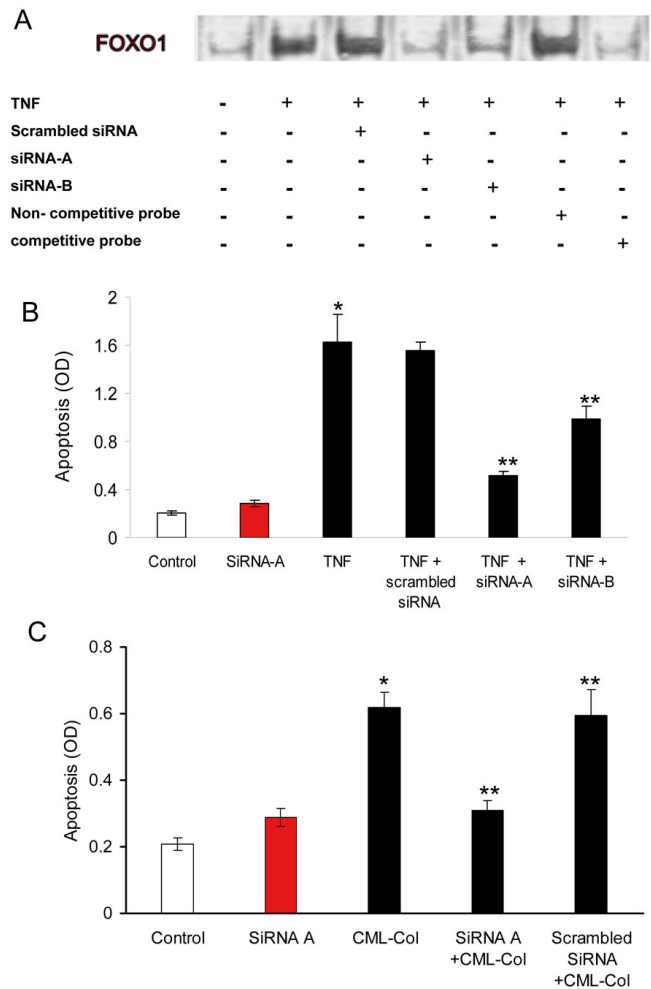 A
FOXO1
TNF - + + + + + +
Scrambled siRNA - - + - - - -
siRNA-A - - - + - - -
siRNA-B - - - - + - -
Non- competitive probe - - - - - + -
competitive probe - - - - - - +
B
Apoptosis (OD)
2
1.6
1.2
0.8
0.4
0
*
**
**
Control SiRNA-A TNF TNF + TNF + TNF +
scrambled siRNA-A siRNA-B
siRNA
C
Apoptosis (OD)
0.8
0.6
0.4
0.2
0
*
**
**
Control SiRNA A CML-Col SiRNA A Scrambled
+CML-Col SiRNA
+CML-Col